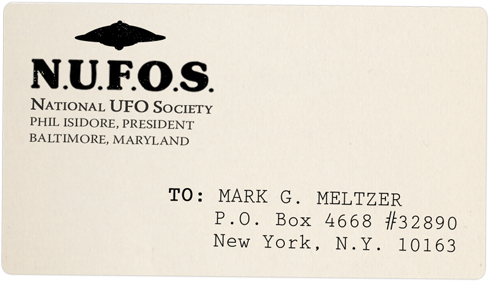 N.U.F.O.S.
NATIONAL UFO SOCIETY
PHIL ISIDORE, PRESIDENT
BALTIMORE, MARYLAND
TO: MARK G. MELTZER
P.O. Box 4668 #32890
New York, N.Y. 10163